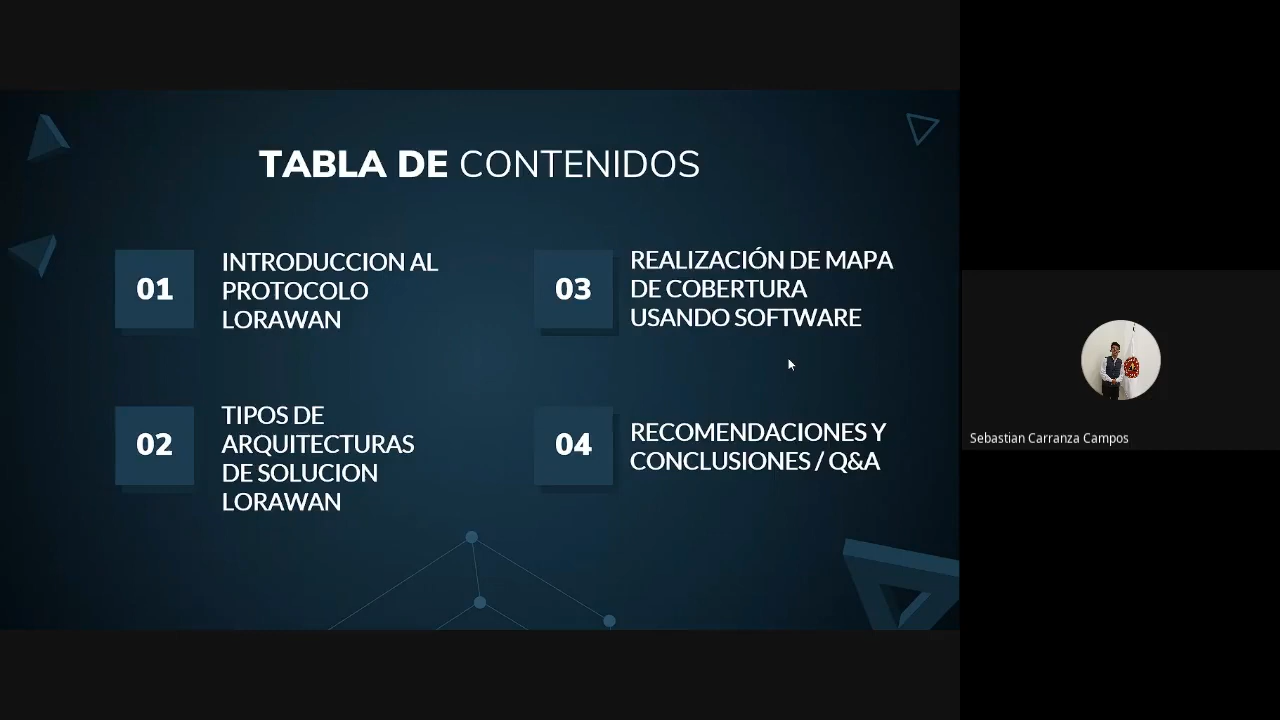 TABLA DE CONTENIDOS
01
INTRODUCCION AL
PROTOCOLO
LORAWAN
02
TIPOS DE
ARQUITECTURAS
DE SOLUCION
LORAWAN
03
REALIZACIÓN DE MAPA
DE COBERTURA
USANDO SOFTWARE
04
RECOMENDACIONES Y
CONCLUSIONES / Q&A
Sebastian Carranza Campos